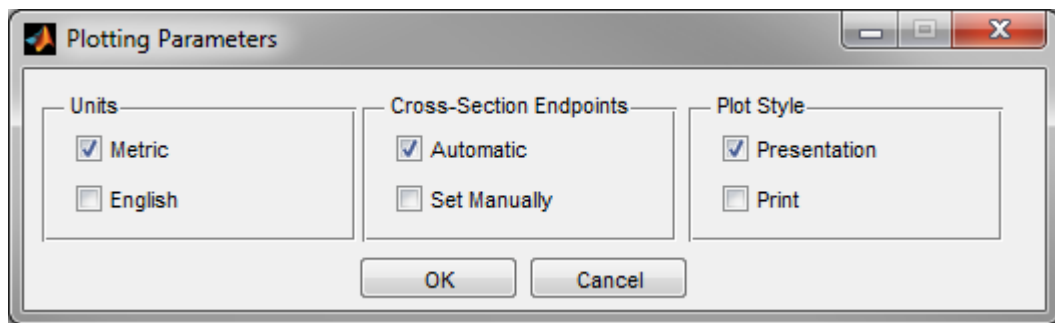 Plotting Parameters
Units
Cross-Section Endpoints
Plot Style
Metric
Automatic
Presentation
English
Set Manually
Print
OK
Cancel